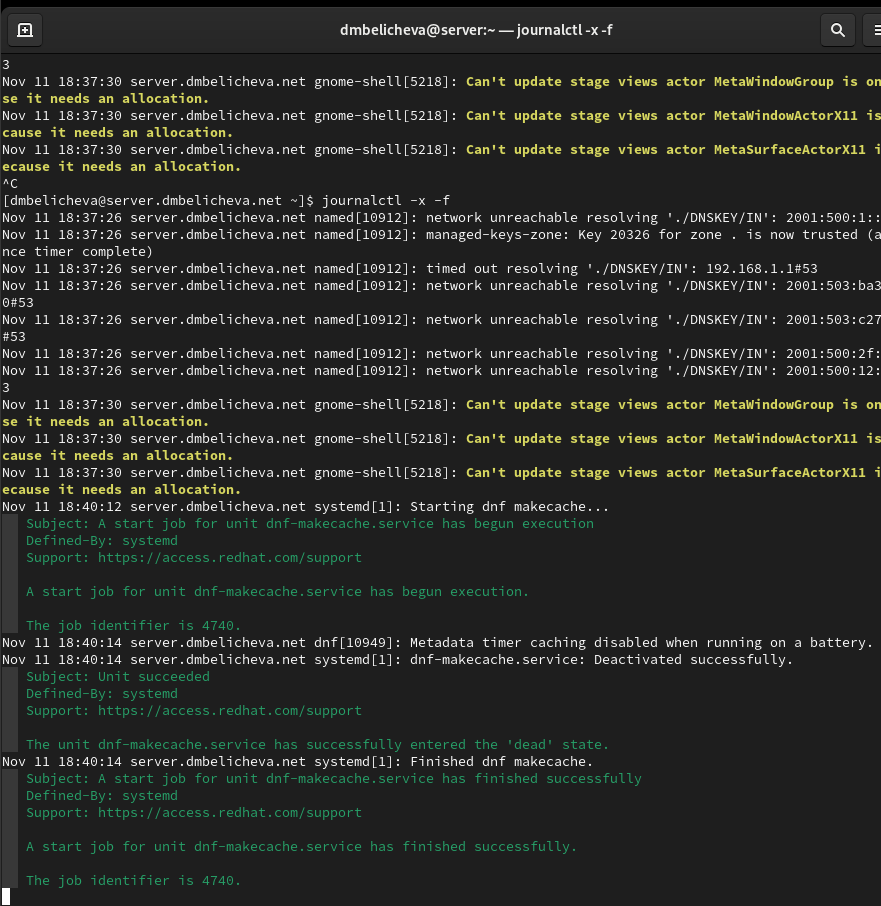 dmbelicheva@server:~ — journalctl -x -f
3
Nov 11 18:37:30 server.dmbelicheva.net gnome-shell[5218]: Can't update stage views actor MetaWindowGroup is on
se it needs an allocation.
Nov 11 18:37:30 server.dmbelicheva.net gnome-shell[5218]: Can't update stage views actor MetaWindowActorX11 is
cause it needs an allocation.
Nov 11 18:37:30 server.dmbelicheva.net gnome-shell[5218]: Can't update stage views actor MetaSurfaceActorX11 i
ecause it needs an allocation.
^C
[dmbelicheva@server.dmbelicheva.net ~]$ journalctl -x -f
Nov 11 18:37:26 server.dmbelicheva.net named[10912]: network unreachable resolving './DNSKEY/IN': 2001:500:1::
Nov 11 18:37:26 server.dmbelicheva.net named[10912]: managed-keys-zone: Key 20326 for zone . is now trusted (a
nce timer complete)
Nov 11 18:37:26 server.dmbelicheva.net named[10912]: timed out resolving './DNSKEY/IN': 192.168.1.1#53
Nov 11 18:37:26 server.dmbelicheva.net named[10912]: network unreachable resolving './DNSKEY/IN': 2001:503:ba3
0#53
Nov 11 18:37:26 server.dmbelicheva.net named[10912]: network unreachable resolving './DNSKEY/IN': 2001:503:c27
#53
Nov 11 18:37:26 server.dmbelicheva.net named[10912]: network unreachable resolving './DNSKEY/IN': 2001:500:2f:
Nov 11 18:37:26 server.dmbelicheva.net named[10912]: network unreachable resolving './DNSKEY/IN': 2001:500:12:
3
Nov 11 18:37:30 server.dmbelicheva.net gnome-shell[5218]: Can't update stage views actor MetaWindowGroup is on
se it needs an allocation.
Nov 11 18:37:30 server.dmbelicheva.net gnome-shell[5218]: Can't update stage views actor MetaWindowActorX11 is
cause it needs an allocation.
Nov 11 18:37:30 server.dmbelicheva.net gnome-shell[5218]: Can't update stage views actor MetaSurfaceActorX11 i
ecause it needs an allocation.
Nov 11 18:40:12 server.dmbelicheva.net systemd[1]: Starting dnf makecache...
Subject: A start job for unit dnf-makecache.service has begun execution
Defined-By: systemd
Support: https://access.redhat.com/support
A start job for unit dnf-makecache.service has begun execution.
The job identifier is 4740.
Nov 11 18:40:14 server.dmbelicheva.net dnf[10949]: Metadata timer caching disabled when running on a battery.
Nov 11 18:40:14 server.dmbelicheva.net systemd[1]: dnf-makecache.service: Deactivated successfully.
Subject: Unit succeeded
Defined-By: systemd
Support: https://access.redhat.com/support
The unit dnf-makecache.service has successfully entered the 'dead' state.
Nov 11 18:40:14 server.dmbelicheva.net systemd[1]: Finished dnf makecache.
Subject: A start job for unit dnf-makecache.service has finished successfully
Defined-By: systemd
Support: https://access.redhat.com/support
A start job for unit dnf-makecache.service has finished successfully.
The job identifier is 4740.